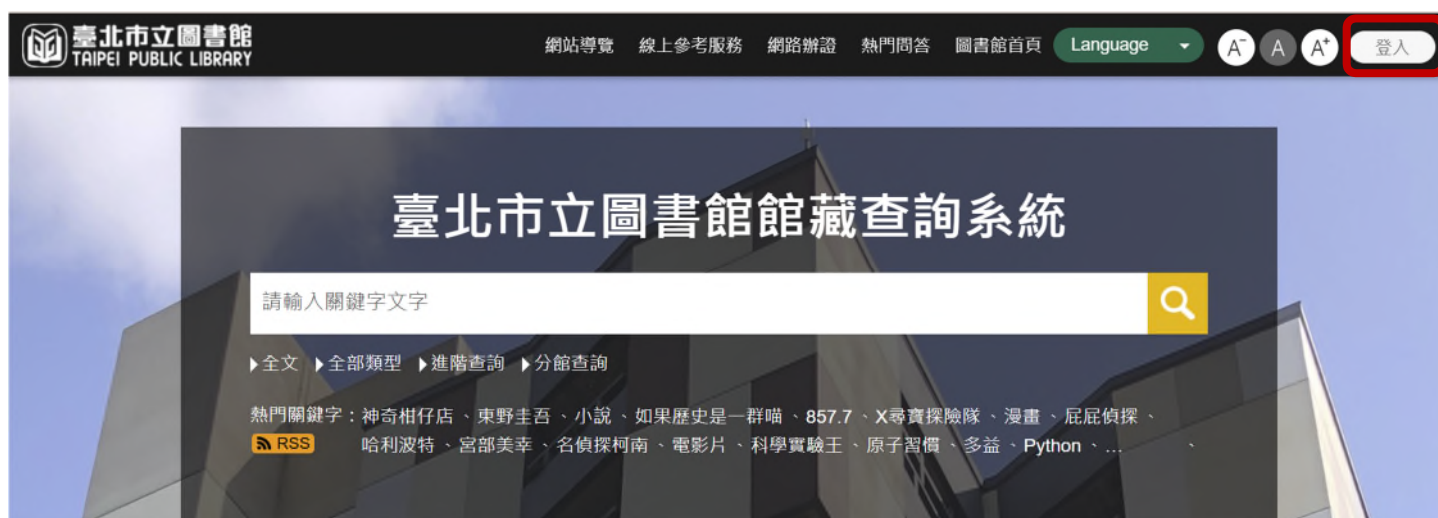 臺北市立圖書館
TAIPEI PUBLIC LIBRARY
網站導覽 線上參考服務 網路辦證 熱門問答 圖書館首頁 Language A- A A+ 登入
臺北市立圖書館館藏查詢系統
請輸入關鍵字文字
▶全文 ▶全部類型 ▶進階查詢 ▶分館查詢
熱門關鍵字：神奇柑仔店、東野圭吾、小說、如果歷史是一群喵、857.7、X尋寶探險隊、漫畫、屁屁偵探、
RSS 哈利波特、宮部美幸、名偵探柯南、電影片、科學實驗王、原子習慣、多益、Python、… 、